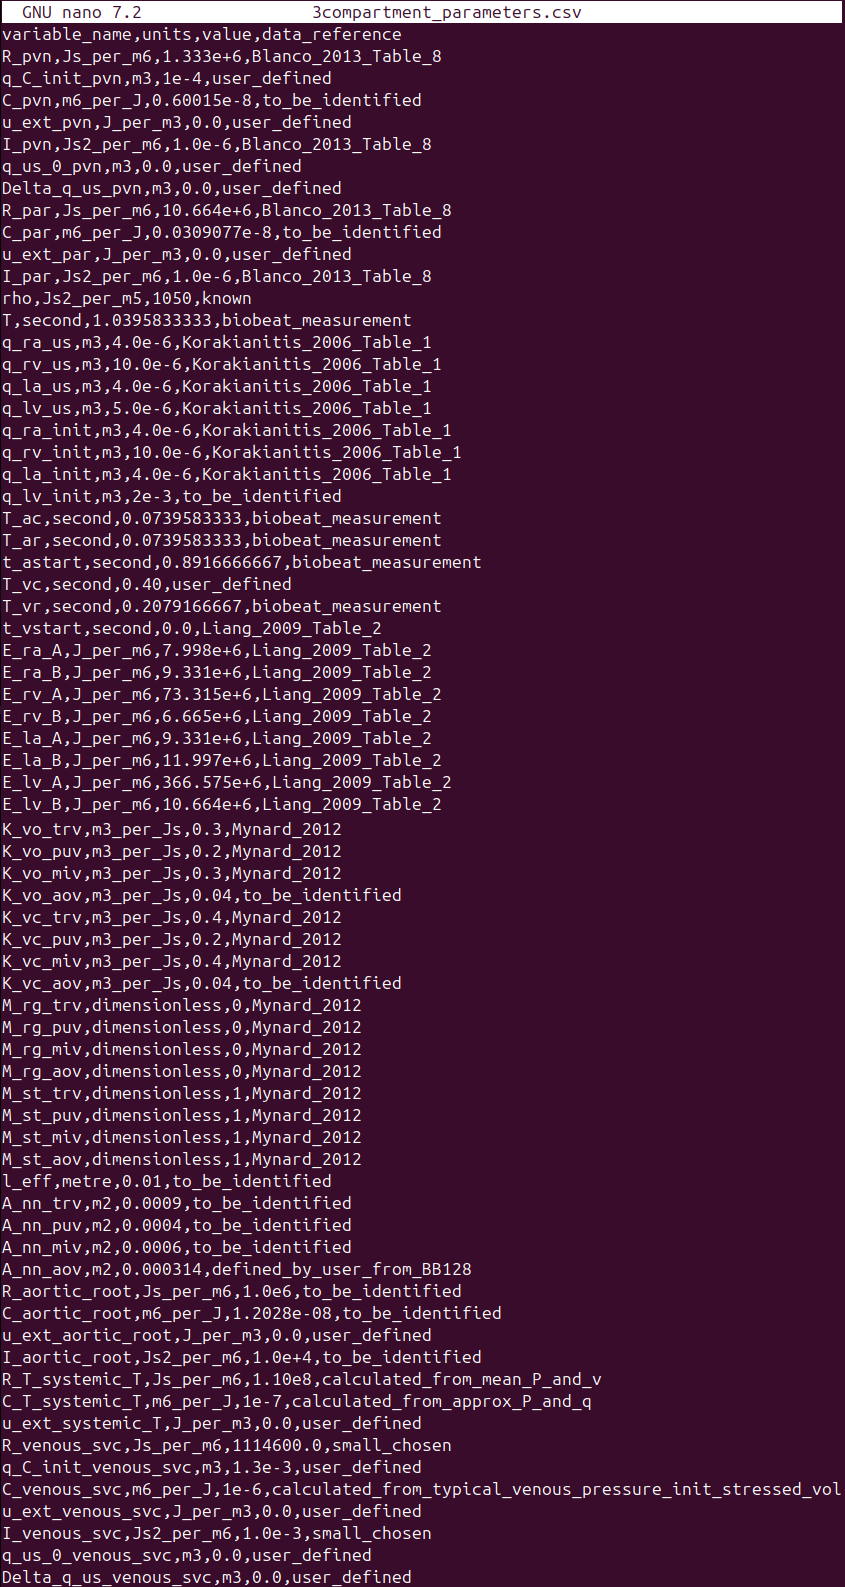 GNU nano 7.2 3compartment_parameters.csv
variable_name,units,value,data_reference
R_pvn,Js_per_m6,1.333e+6,Blanco_2013_Table_8
q_C_init_pvn,m3,1e-4,user_defined
C_pvn,m6_per_J,0.60015e-8,to_be_identified
u_ext_pvn,J_per_m3,0.0,user_defined
I_pvn,Js2_per_m6,1.0e-6,Blanco_2013_Table_8
q_us_0_pvn,m3,0.0,user_defined
Delta_q_us_pvn,m3,0.0,user_defined
R_par,Js_per_m6,10.664e+6,Blanco_2013_Table_8
C_par,m6_per_J,0.0309077e-8,to_be_identified
u_ext_par,J_per_m3,0.0,user_defined
I_par,Js2_per_m6,1.0e-6,Blanco_2013_Table_8
rho,Js2_per_m5,1050,known
T,second,1.0395833333,biobeat_measurement
q_ra_us,m3,4.0e-6,Korakianitis_2006_Table_1
q_rv_us,m3,10.0e-6,Korakianitis_2006_Table_1
q_la_us,m3,4.0e-6,Korakianitis_2006_Table_1
q_lv_us,m3,5.0e-6,Korakianitis_2006_Table_1
q_ra_init,m3,4.0e-6,Korakianitis_2006_Table_1
q_rv_init,m3,10.0e-6,Korakianitis_2006_Table_1
q_la_init,m3,4.0e-6,Korakianitis_2006_Table_1
q_lv_init,m3,2e-3,to_be_identified
T_ac,second,0.0739583333,biobeat_measurement
T_ar,second,0.0739583333,biobeat_measurement
t_astart,second,0.8916666667,biobeat_measurement
T_vc,second,0.40,user_defined
T_vr,second,0.2079166667,biobeat_measurement
t_vstart,second,0.0,Liang_2009_Table_2
E_ra_A,J_per_m6,7.998e+6,Liang_2009_Table_2
E_ra_B,J_per_m6,9.331e+6,Liang_2009_Table_2
E_rv_A,J_per_m6,73.315e+6,Liang_2009_Table_2
E_rv_B,J_per_m6,6.665e+6,Liang_2009_Table_2
E_la_A,J_per_m6,9.331e+6,Liang_2009_Table_2
E_la_B,J_per_m6,11.997e+6,Liang_2009_Table_2
E_lv_A,J_per_m6,366.575e+6,Liang_2009_Table_2
E_lv_B,J_per_m6,10.664e+6,Liang_2009_Table_2
K_vo_trv,m3_per_Js,0.3,Mynard_2012
K_vo_puv,m3_per_Js,0.2,Mynard_2012
K_vo_miv,m3_per_Js,0.3,Mynard_2012
K_vo_aov,m3_per_Js,0.04,to_be_identified
K_vc_trv,m3_per_Js,0.4,Mynard_2012
K_vc_puv,m3_per_Js,0.2,Mynard_2012
K_vc_miv,m3_per_Js,0.4,Mynard_2012
K_vc_aov,m3_per_Js,0.04,to_be_identified
M_rg_trv,dimensionless,0,Mynard_2012
M_rg_puv,dimensionless,0,Mynard_2012
M_rg_miv,dimensionless,0,Mynard_2012
M_rg_aov,dimensionless,0,Mynard_2012
M_st_trv,dimensionless,1,Mynard_2012
M_st_puv,dimensionless,1,Mynard_2012
M_st_miv,dimensionless,1,Mynard_2012
M_st_aov,dimensionless,1,Mynard_2012
l_eff,metre,0.01,to_be_identified
A_nn_trv,m2,0.0009,to_be_identified
A_nn_puv,m2,0.0004,to_be_identified
A_nn_miv,m2,0.0006,to_be_identified
A_nn_aov,m2,0.000314,defined_by_user_from_BB128
R_aortic_root,Js_per_m6,1.0e6,to_be_identified
C_aortic_root,m6_per_J,1.2028e-08,to_be_identified
u_ext_aortic_root,J_per_m3,0.0,user_defined
I_aortic_root,Js2_per_m6,1.0e+4,to_be_identified
R_T_systemic_T,Js_per_m6,1.10e8,calculated_from_mean_P_and_v
C_T_systemic_T,m6_per_J,1e-7,calculated_from_approx_P_and_q
u_ext_systemic_T,J_per_m3,0.0,user_defined
R_venous_svc,Js_per_m6,1114600.0,small_chosen
q_C_init_venous_svc,m3,1.3e-3,user_defined
C_venous_svc,m6_per_J,1e-6,calculated_from_typical_venous_pressure_init_stressed_vol
u_ext_venous_svc,J_per_m3,0.0,user_defined
I_venous_svc,Js2_per_m6,1.0e-3,small_chosen
q_us_0_venous_svc,m3,0.0,user_defined
Delta_q_us_venous_svc,m3,0.0,user_defined